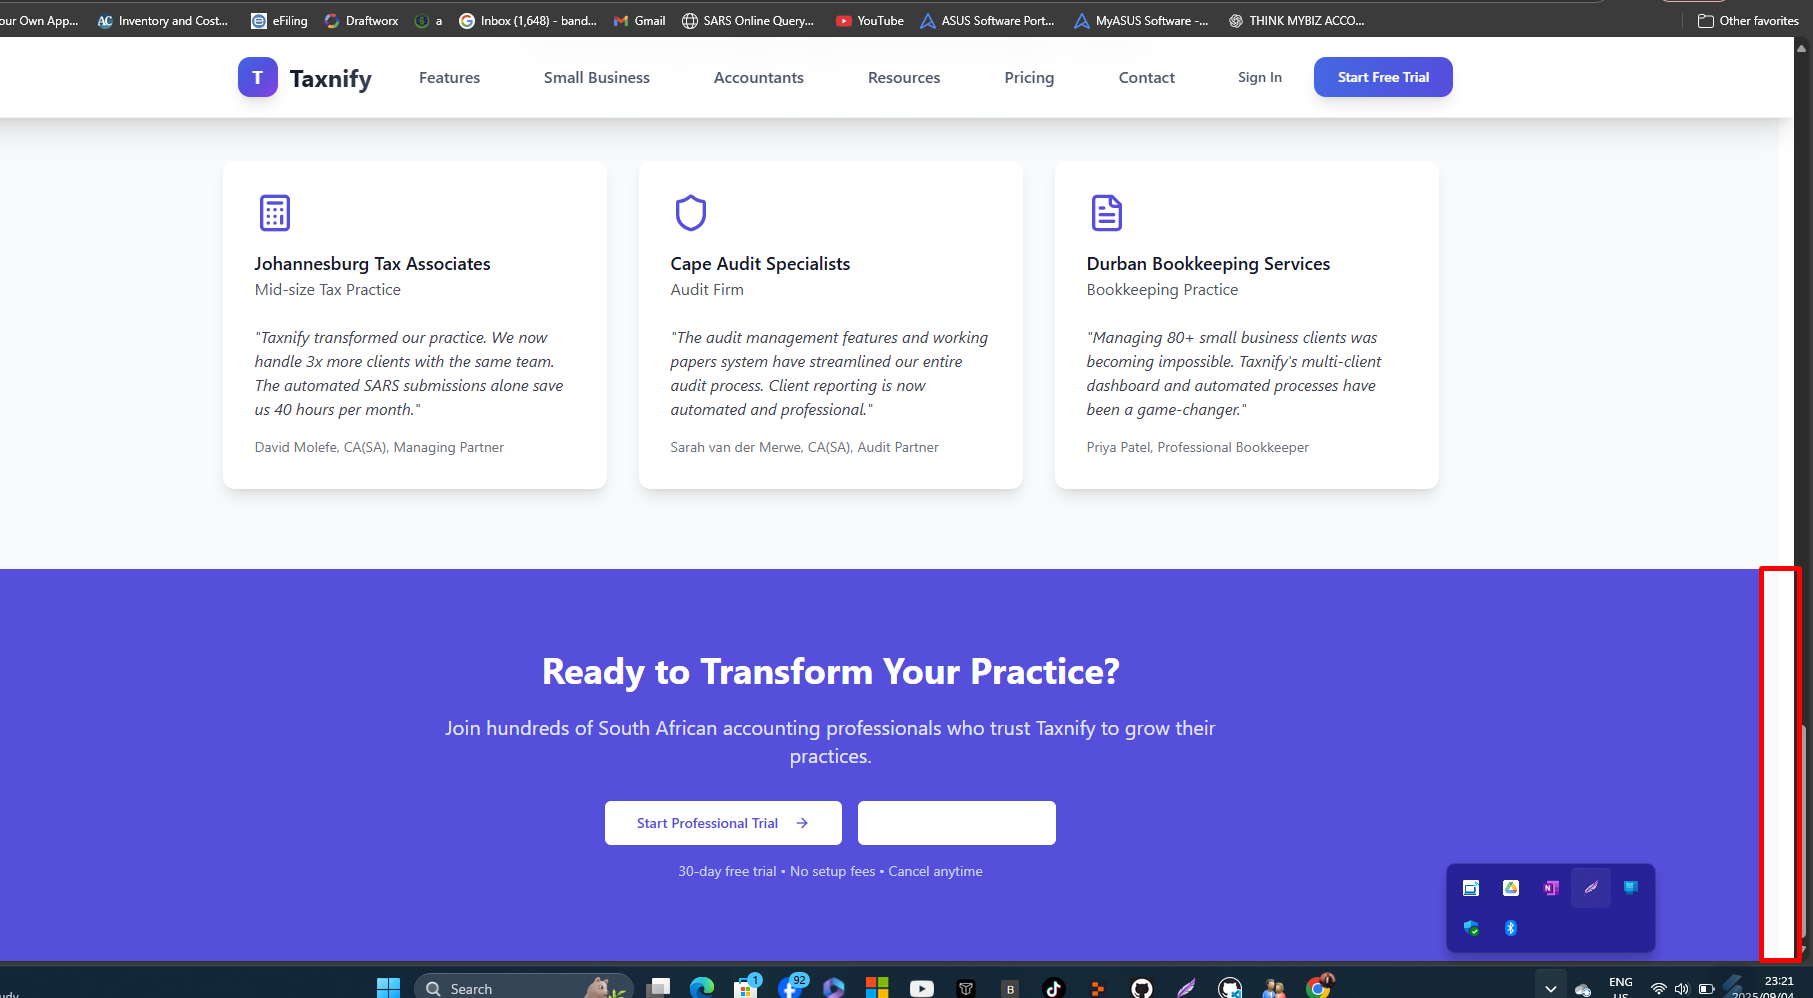 our Own App...
AC Inventory and Cost...
eFiling
Draftworx
a
Inbox (1,648) - band...
Gmail
SARS Online Query...
YouTube
ASUS Software Port...
MyASUS Software -...
THINK MYBIZ ACCO...
Other favorites
T Taxnify
Features
Small Business
Accountants
Resources
Pricing
Contact
Sign In
Start Free Trial
Johannesburg Tax Associates
Mid-size Tax Practice
"Taxnify transformed our practice. We now
handle 3x more clients with the same team.
The automated SARS submissions alone save
us 40 hours per month."
David Molefe, CA(SA), Managing Partner
Cape Audit Specialists
Audit Firm
"The audit management features and working
papers system have streamlined our entire
audit process. Client reporting is now
automated and professional."
Sarah van der Merwe, CA(SA), Audit Partner
Durban Bookkeeping Services
Bookkeeping Practice
"Managing 80+ small business clients was
becoming impossible. Taxnify's multi-client
dashboard and automated processes have
been a game-changer."
Priya Patel, Professional Bookkeeper
Ready to Transform Your Practice?
Join hundreds of South African accounting professionals who trust Taxnify to grow their
practices.
Start Professional Trial
30-day free trial • No setup fees • Cancel anytime
Search
1
92
B
ENG
US
23:21
2025/09/04